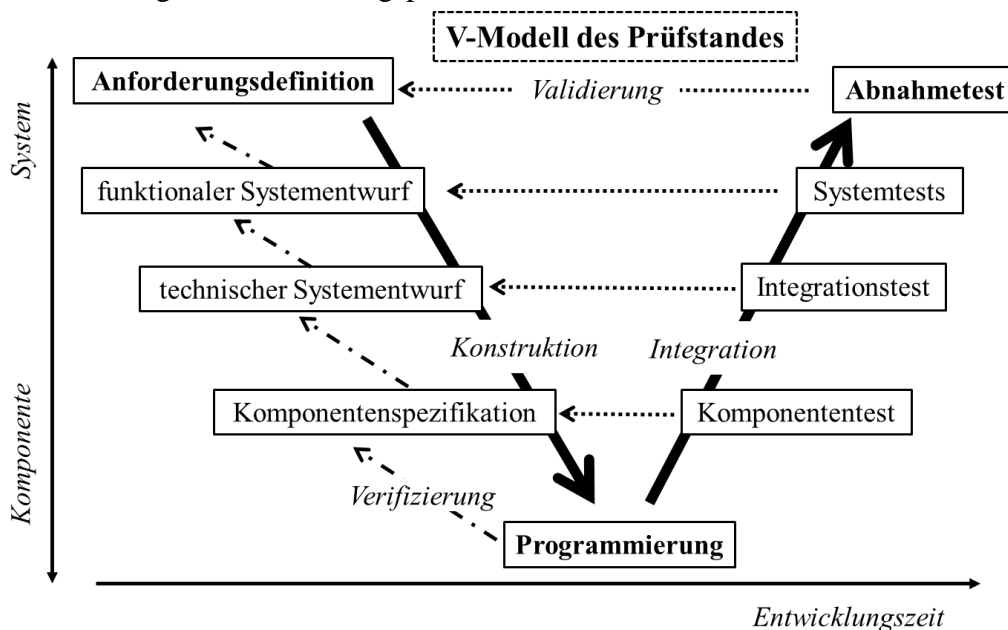 V-Modell des Prüfstandes
Anforderungsdefinition
Validierung
Abnahmetest
System
funktionaler Systementwurf
Systemtests
technischer Systementwurf
Integrationstest
Konstruktion
Integration
Komponente
Komponentenspezifikation
Komponententest
Verifizierung
Programmierung
Entwicklungszeit